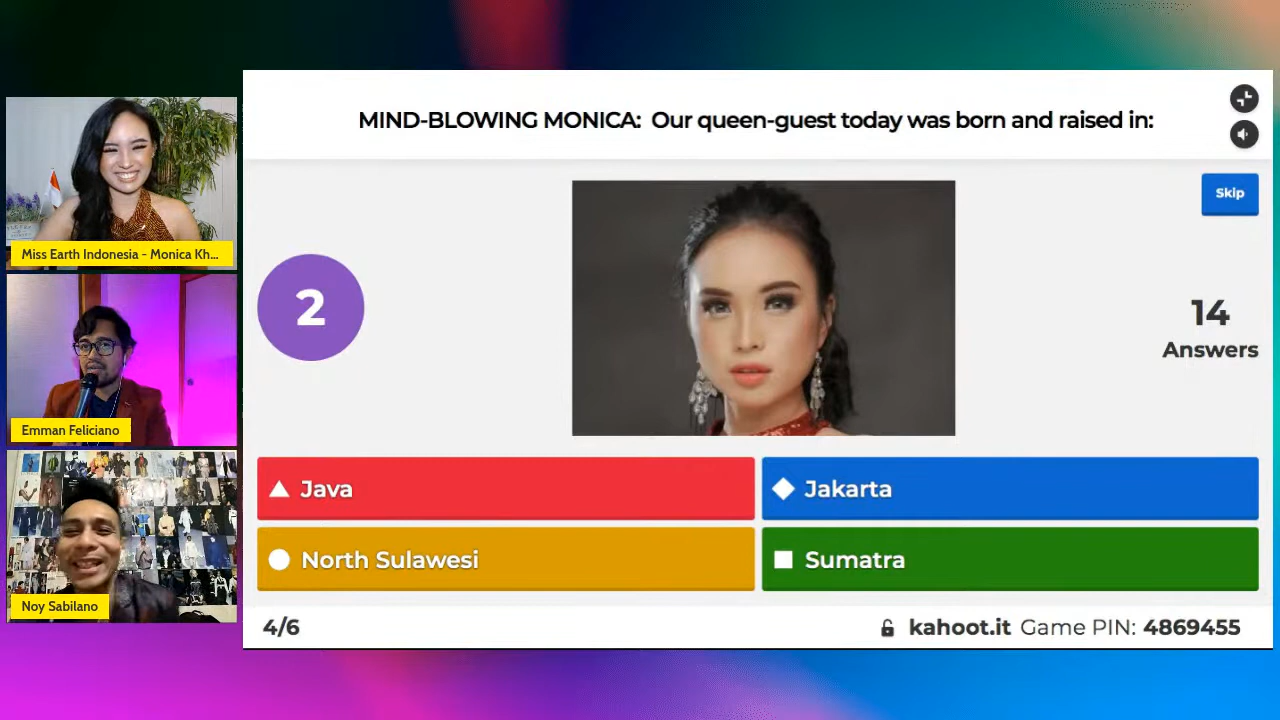 MIND-BLOWING MONICA: Our queen-guest today was born and raised in:
Skip
Miss Earth Indonesia - Monica Kh...
2
14
Answers
Emman Feliciano
Java
Jakarta
North Sulawesi
Sumatra
Noy Sabilano
4/6
kahoot.it Game PIN: 4869455